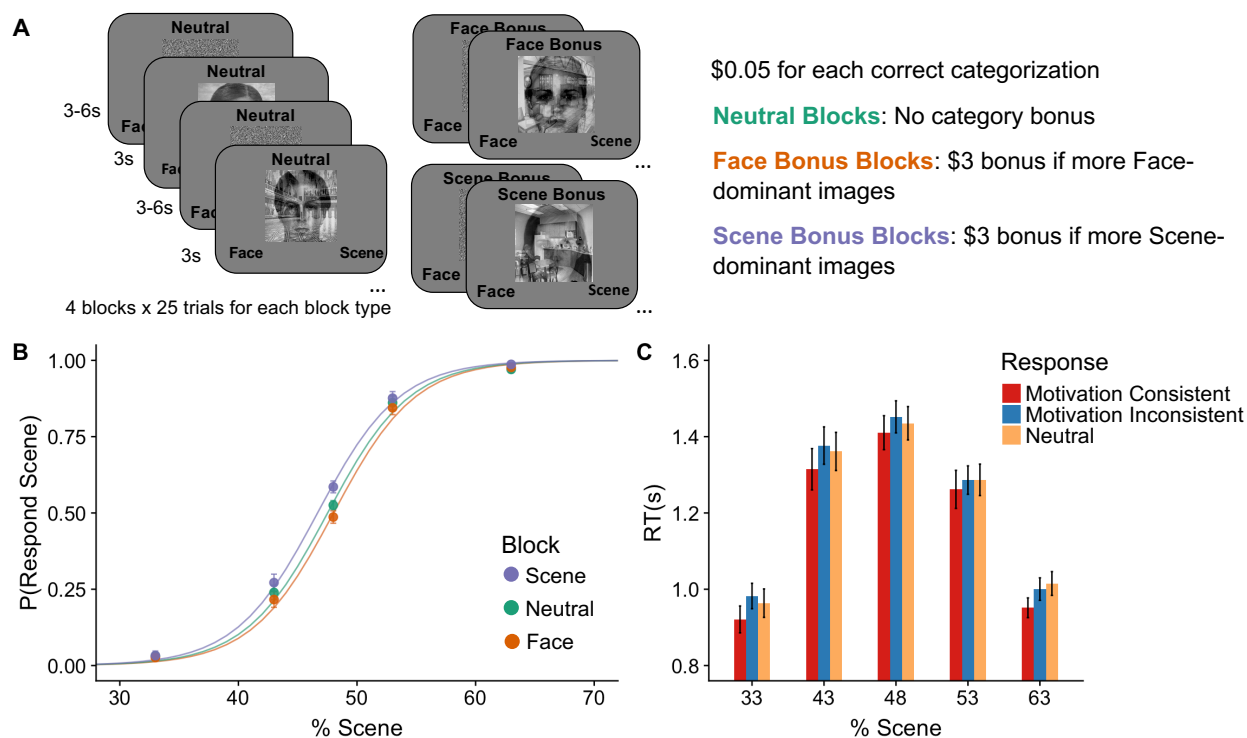 A
Neutral
Neutral
Neutral
Neutral
3-6s
3s
3-6s
3s
Fac
Fac
Face
Face
Scene
...
4 blocks x 25 trials for each block type
Face Bonus
Face Bonus
Face
Face
Scene
...
Scene Bonus
Scene Bonus
Face
Face
Scene
...
$0.05 for each correct categorization
Neutral Blocks: No category bonus
Face Bonus Blocks: $3 bonus if more Face-
dominant images
Scene Bonus Blocks: $3 bonus if more Scene-
dominant images
B
P(Respond Scene)
1.00
0.75
0.50
0.25
0.00
30 40 50 60 70
% Scene
Block
Scene
Neutral
Face
C
RT(s)
1.6
1.4
1.2
1.0
0.8
33 43 48 53 63
% Scene
Response
Motivation Consistent
Motivation Inconsistent
Neutral